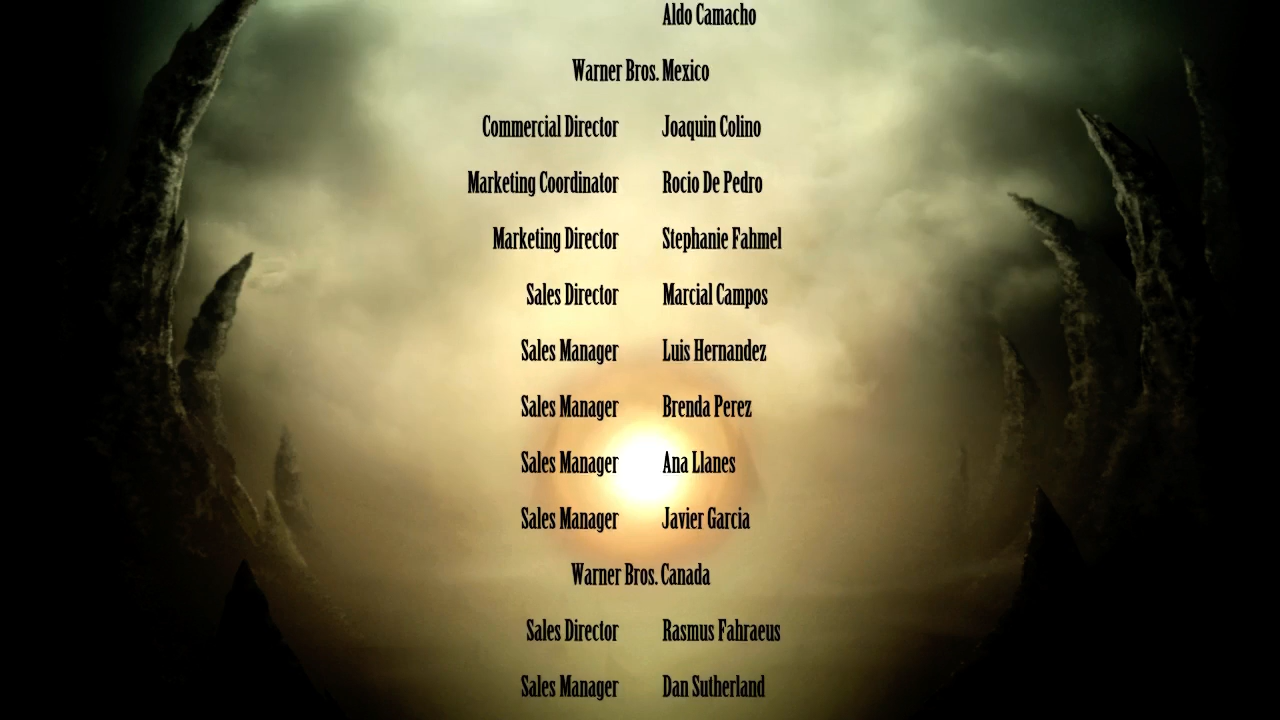 Aldo Camacho
Warner Bros. Mexico
Commercial Director Joaquin Colino
Marketing Coordinator Rocio De Pedro
Marketing Director Stephanie Fahmel
Sales Director Marcial Campos
Sales Manager Luis Hernandez
Sales Manager Brenda Perez
Sales Manager Ana Llanes
Sales Manager Javier Garcia
Warner Bros. Canada
Sales Director Rasmus Fahraeus
Sales Manager Dan Sutherland